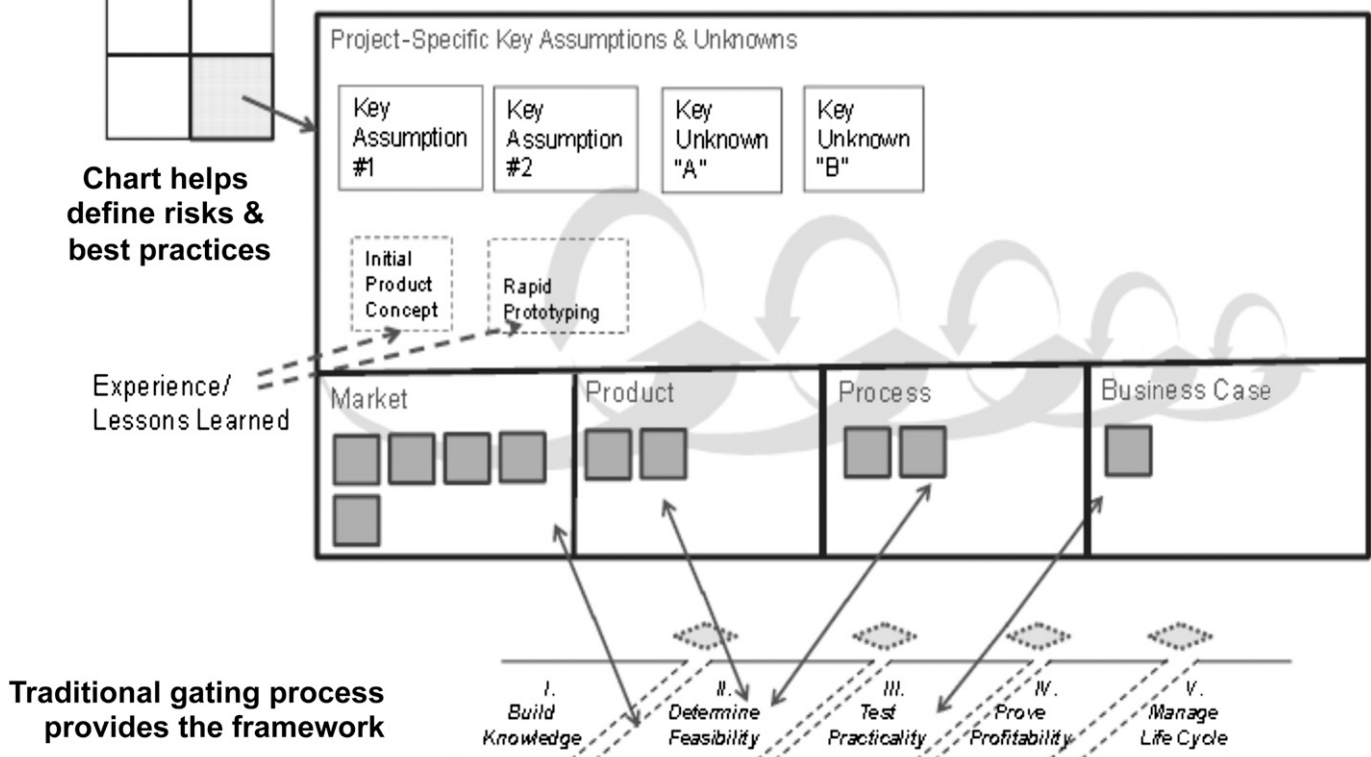 Project-Specific Key Assumptions & Unknowns
Key
Assumption
#1
Key
Assumption
#2
Key
Unknown
"A"
Key
Unknown
"B"
Chart helps
define risks &
best practices
Initial
Product
Concept
Rapid
Prototyping
Experience/
Lessons Learned
Market
Product
Process
Business Case
Traditional gating process
provides the framework
I.
Build
Knowledge
II.
Determine
Feasibility
III.
Test
Practicality
IV.
Prove
Profitability
V.
Manage
Life Cycle